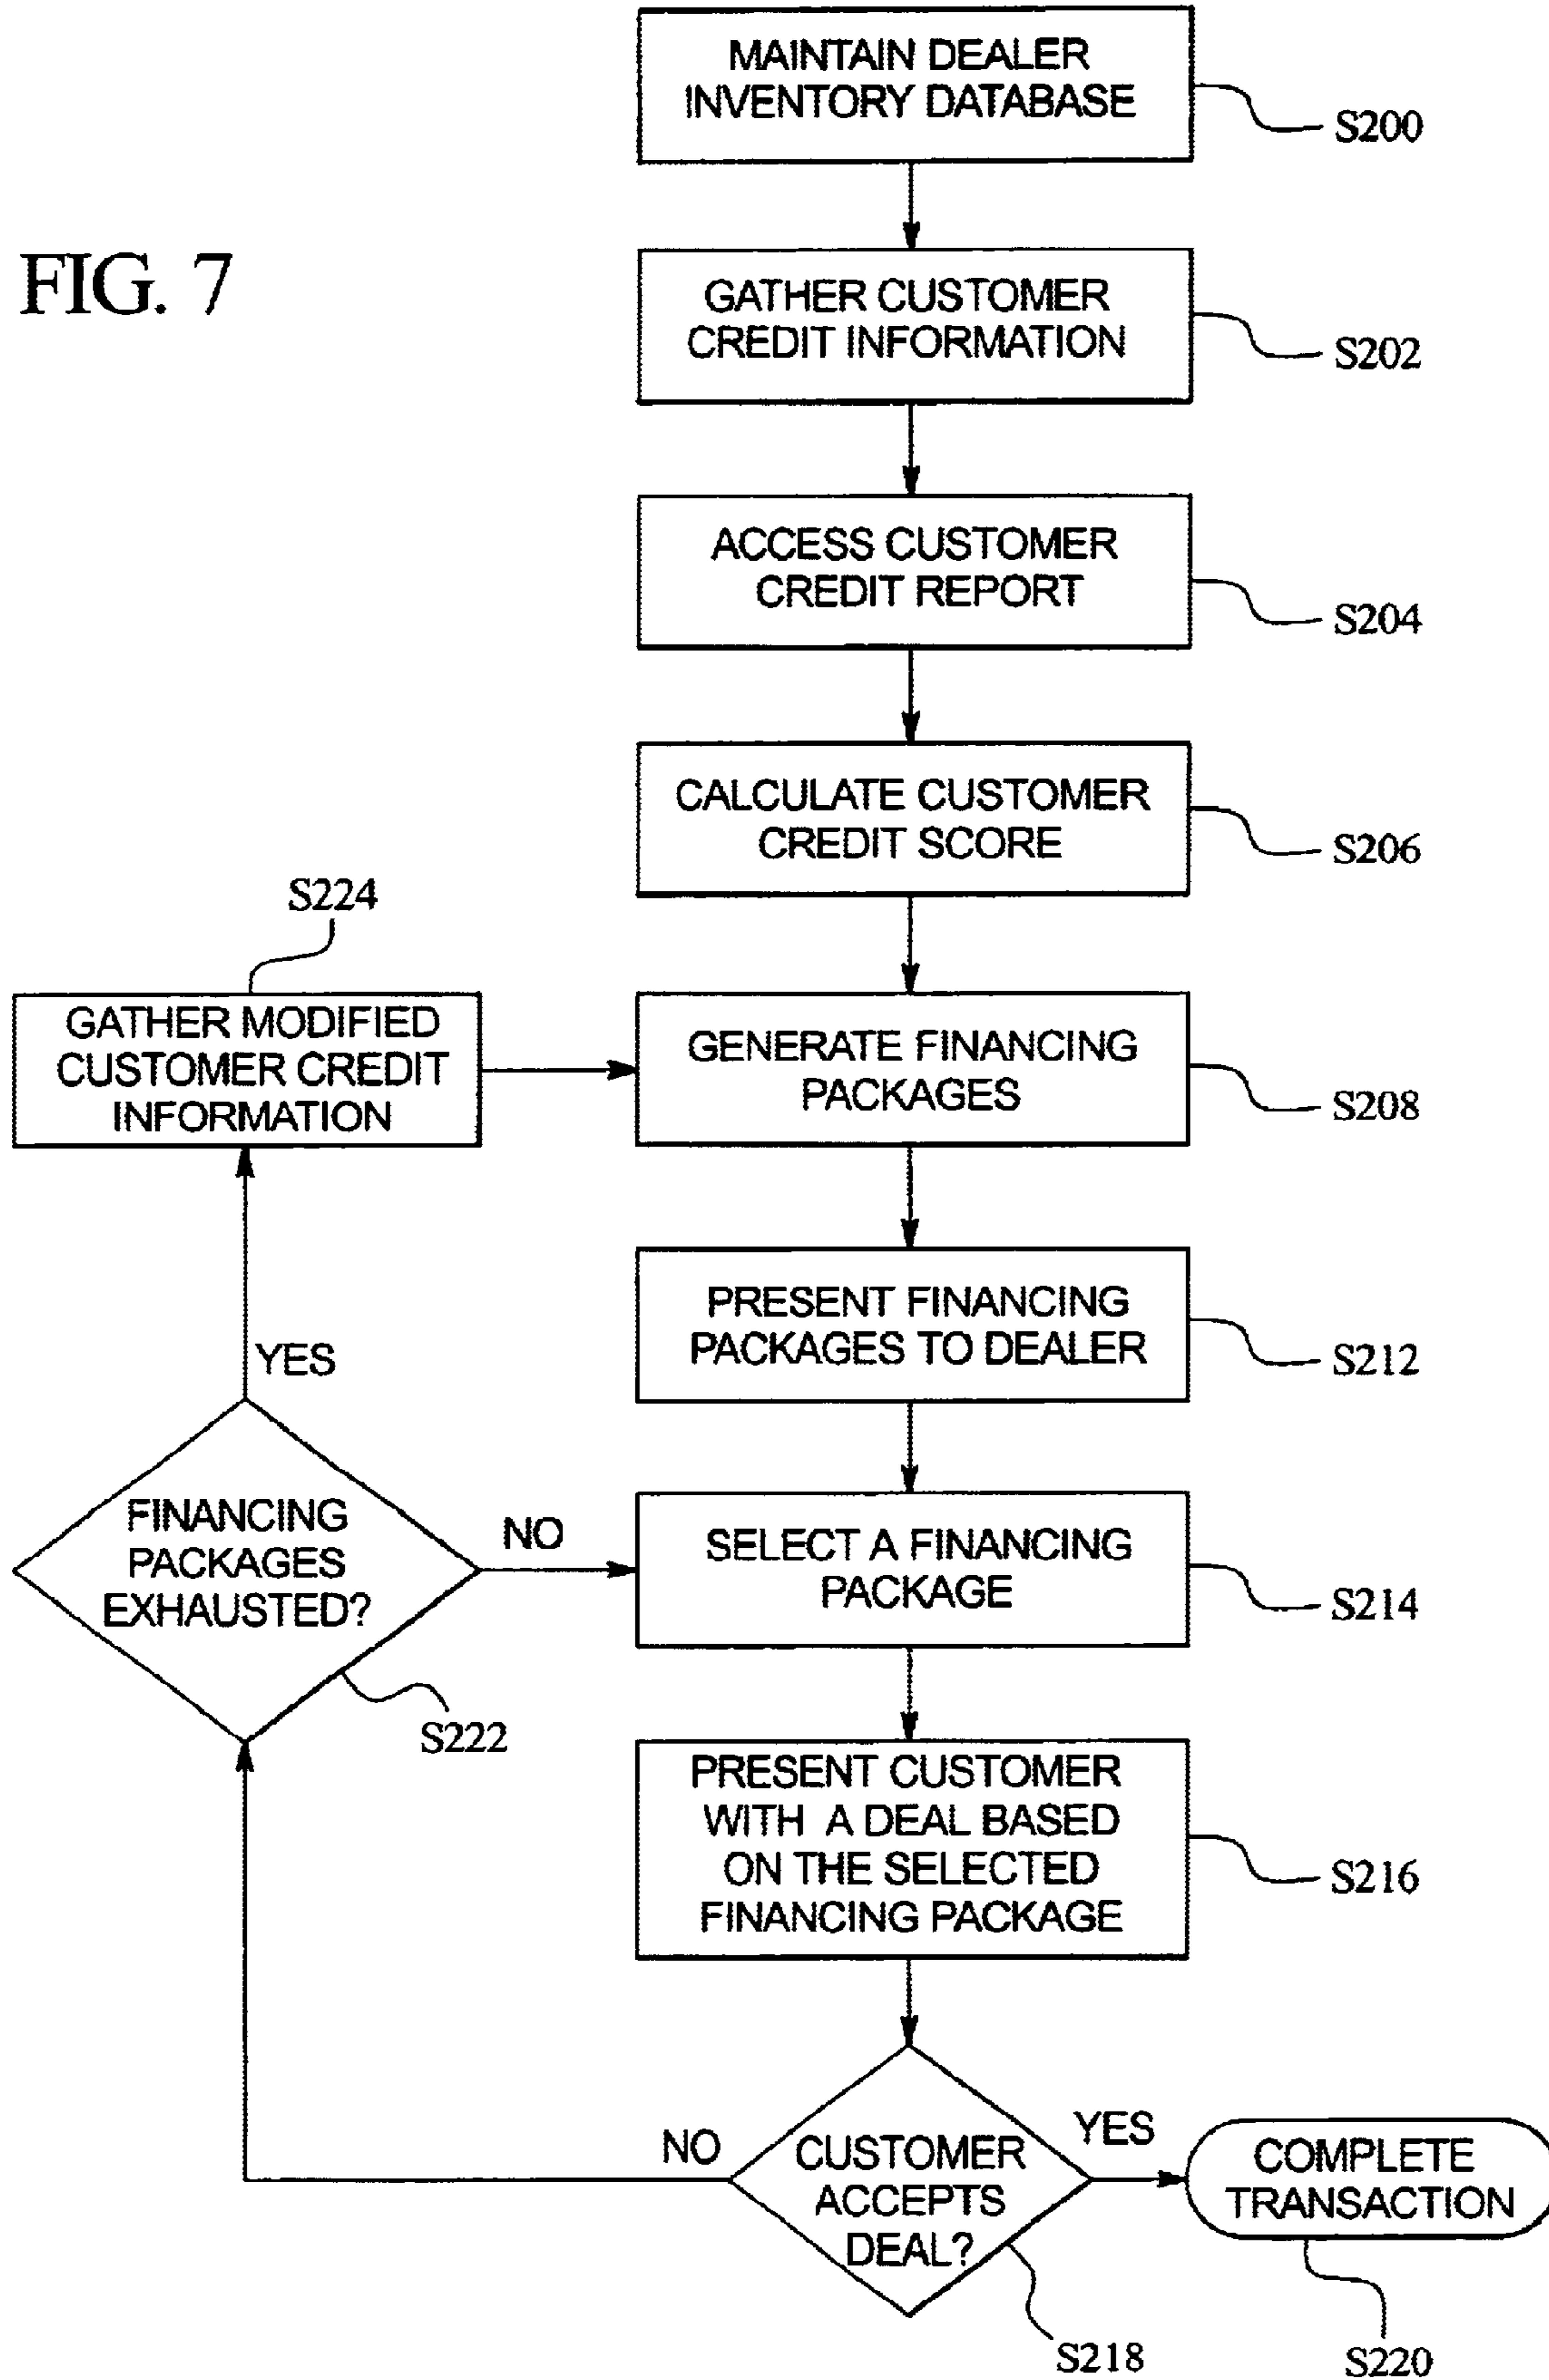 MAINTAIN DEALER
INVENTORY DATABASE
S200
FIG. 7
GATHER CUSTOMER
CREDIT INFORMATION
S202
ACCESS CUSTOMER
CREDIT REPORT
S204
CALCULATE CUSTOMER
CREDIT SCORE
S206
S224
GATHER MODIFIED
CUSTOMER CREDIT
INFORMATION
GENERATE FINANCING
PACKAGES
S208
PRESENT FINANCING
PACKAGES TO DEALER
S212
YES
FINANCING
PACKAGES
EXHAUSTED?
NO
S222
SELECT A FINANCING
PACKAGE
S214
PRESENT CUSTOMER
WITH A DEAL BASED
ON THE SELECTED
FINANCING PACKAGE
S216
NO
CUSTOMER
ACCEPTS
DEAL?
YES
S218
COMPLETE
TRANSACTION
S220